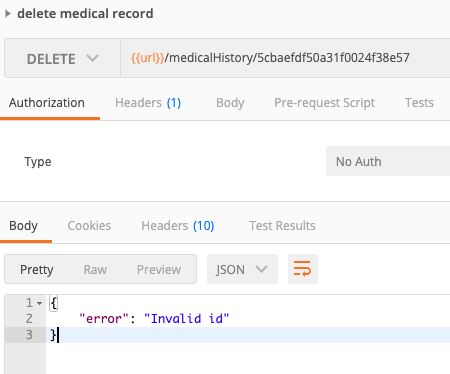 delete medical record
DELETE {{url}}/medicalHistory/5cbaefdf50a31f0024f38e57
Authorization Headers (1) Body Pre-request Script Tests
Type No Auth
Body Cookies Headers (10) Test Results
Pretty Raw Preview JSON
1 {
2 "error": "Invalid id"
3 }